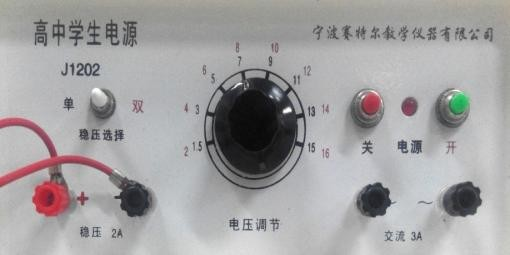 高中学生电源
宁波赛特尔教学仪器有限公司
J1202
单 双
稳压选择
+
稳压 2A
1.5 2 3 4 5 6 7 8 9 10 11 12 13 14 15 16
电压调节
关 电源 开
~ ~
交流 3A